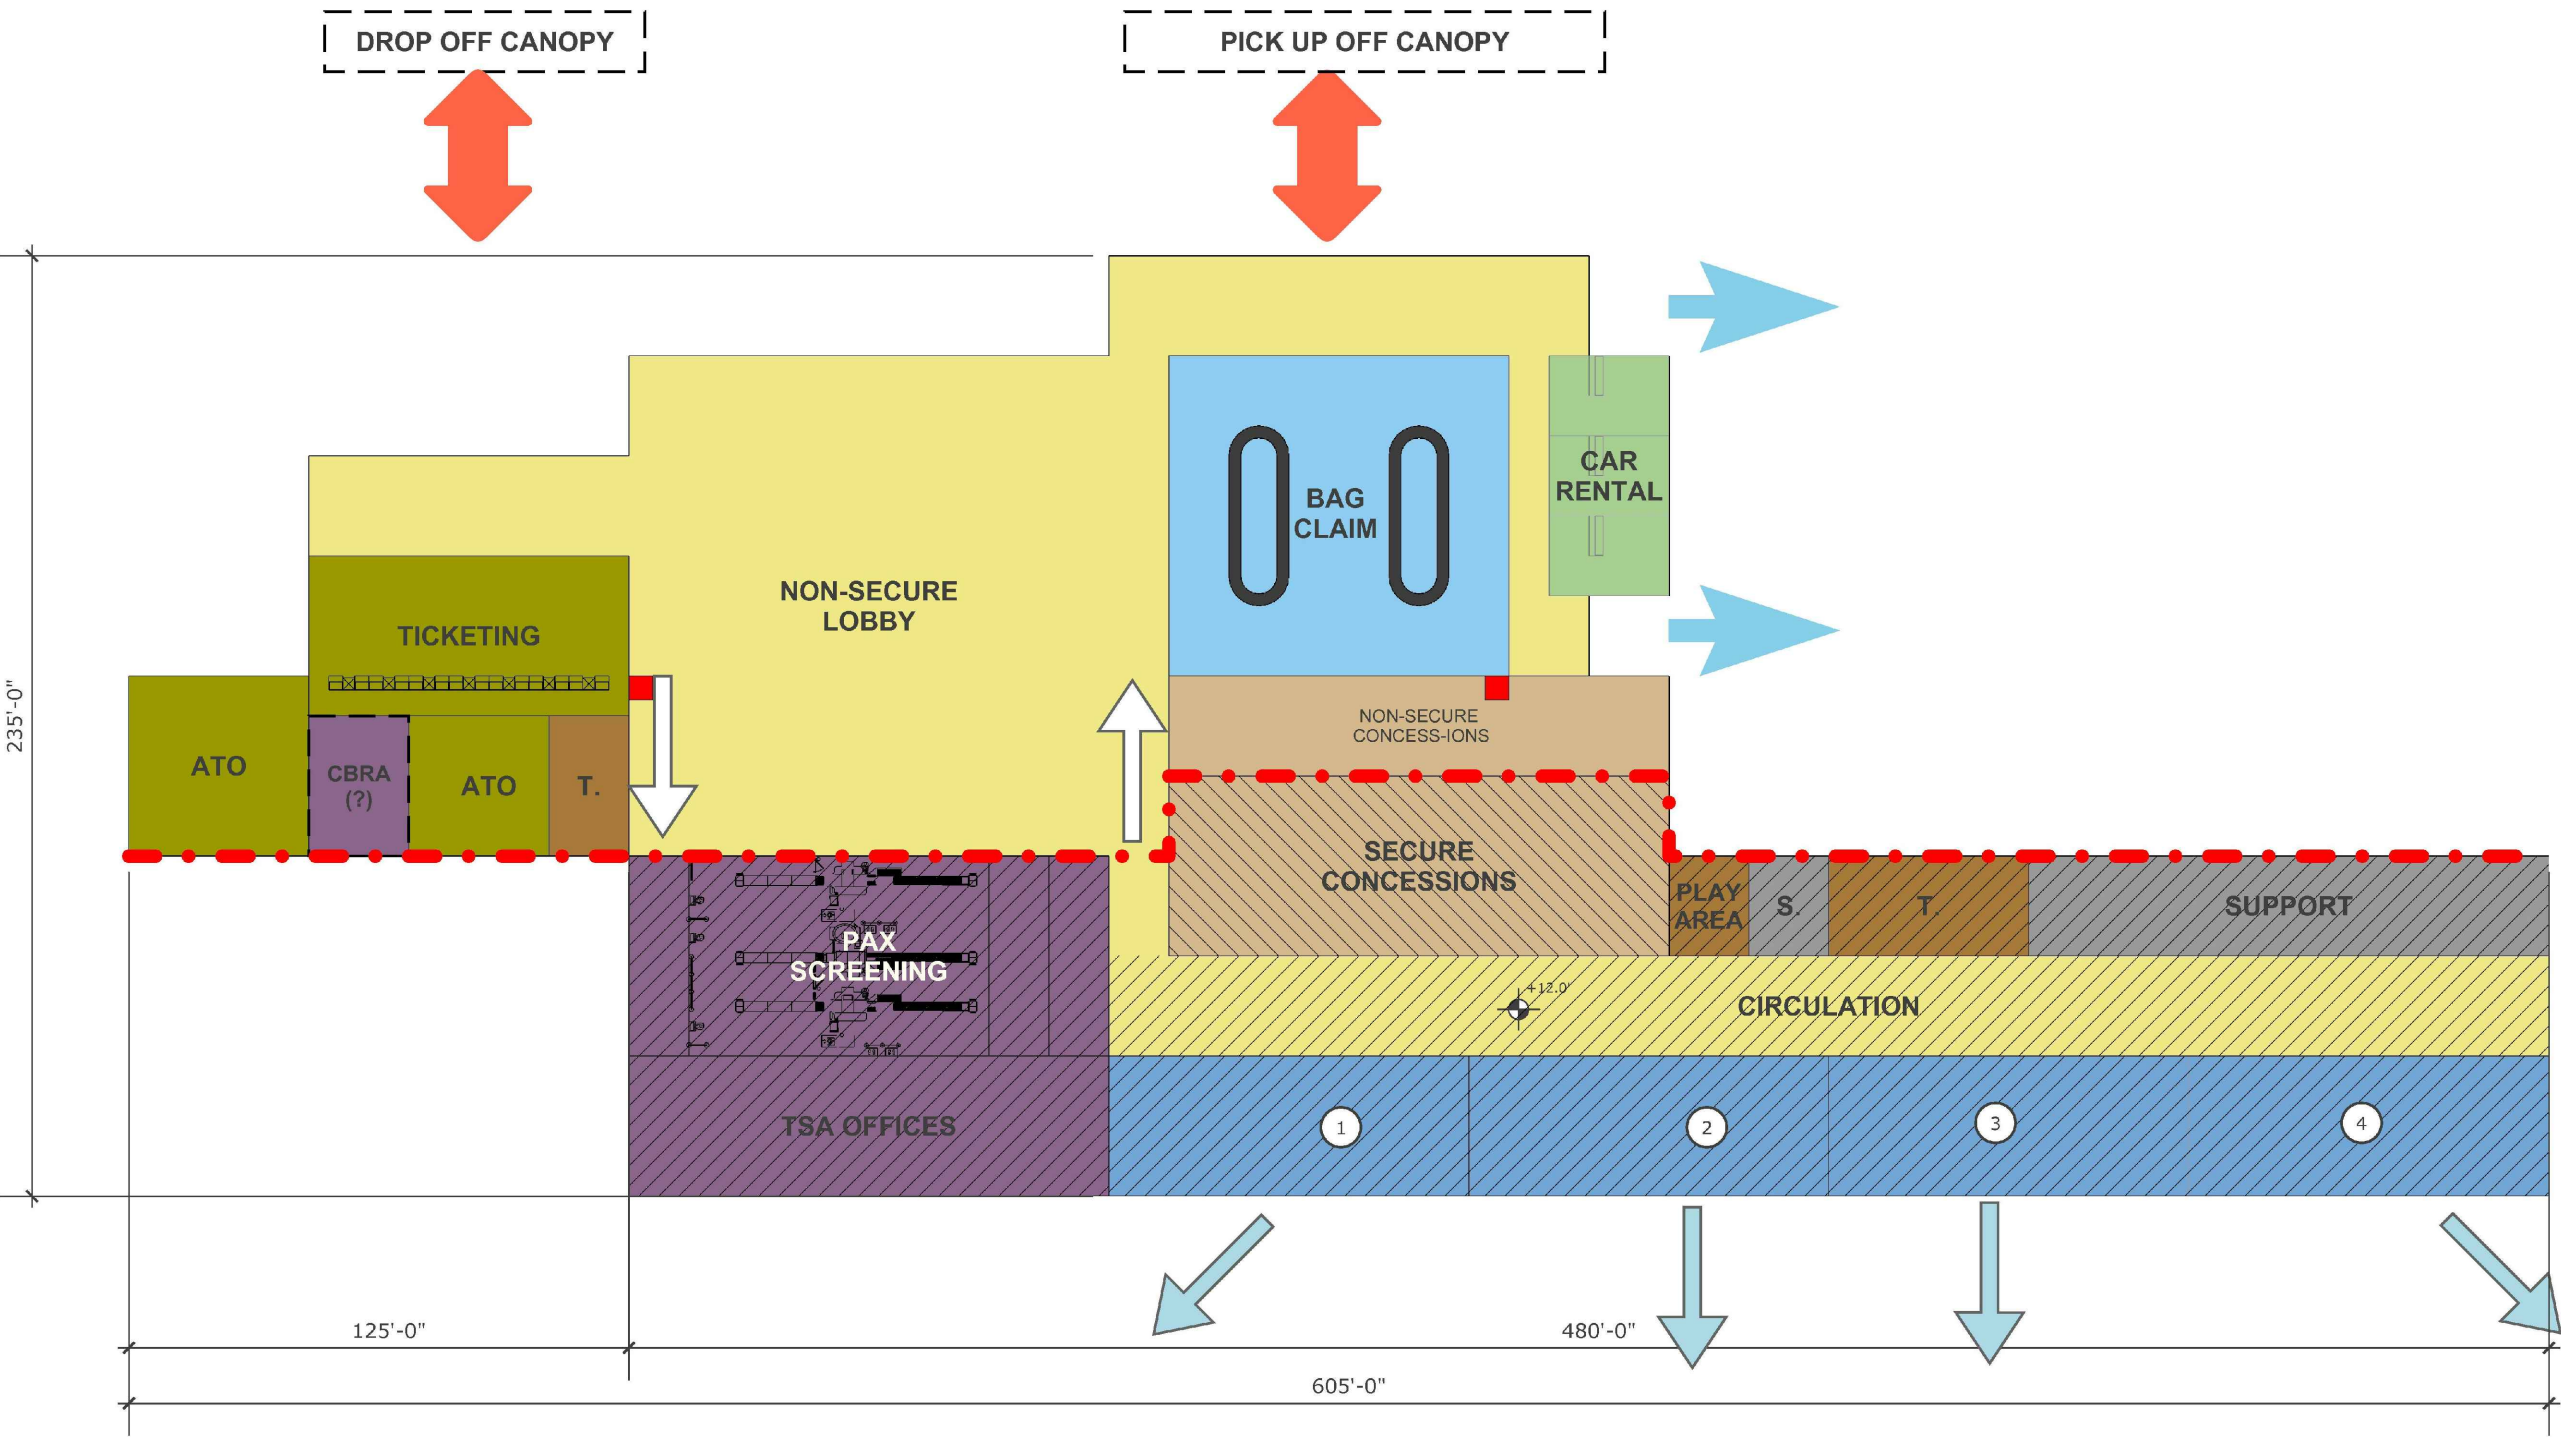 DROP OFF CANOPY
PICK UP OFF CANOPY
CAR
RENTAL
BAG
CLAIM
NON-SECURE
LOBBY
TICKETING
235'-0"
ATO
CBRA
(?)
ATO
T.
NON-SECURE
CONCESS-IONS
SECURE
CONCESSIONS
PLAY
AREA
S.
T.
SUPPORT
PAX
SCREENING
+12.0'
CIRCULATION
TSA OFFICES
1
2
3
4
125'-0"
480'-0"
605'-0"